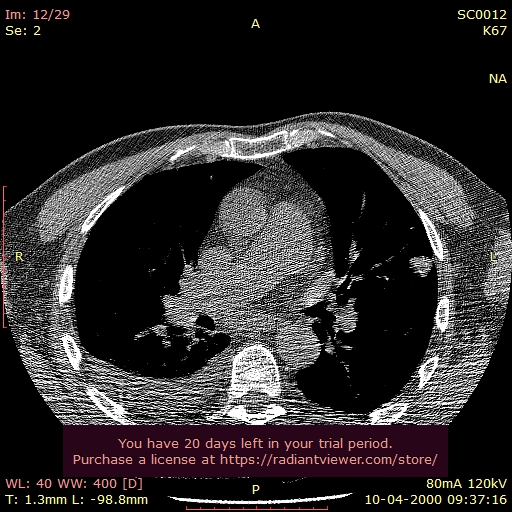 Im: 12/29
Se: 2
A
SC0012
K67
NA
R
L
You have 20 days left in your trial period.
Purchase a license at https://radiantviewer.com/store/
WL: 40 WW: 400 [D]
T: 1.3mm L: -98.8mm
P
80mA 120kV
10-04-2000 09:37:16